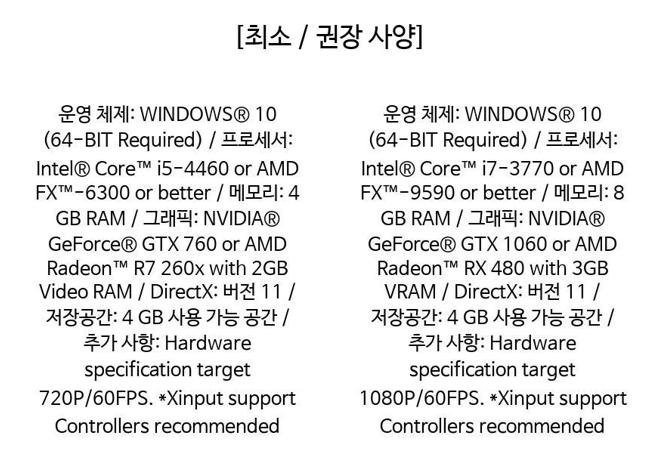 [최소 / 권장 사양]
운영 체제: WINDOWS® 10
(64-BIT Required) / 프로세서:
Intel® Core™ i5-4460 or AMD
FX™-6300 or better / 메모리: 4
GB RAM / 그래픽: NVIDIA®
GeForce® GTX 760 or AMD
Radeon™ R7 260x with 2GB
Video RAM / DirectX: 버전 11 /
저장공간: 4 GB 사용 가능 공간 /
추가 사항: Hardware
specification target
720P/60FPS. *Xinput support
Controllers recommended
운영 체제: WINDOWS® 10
(64-BIT Required) / 프로세서:
Intel® Core™ i7-3770 or AMD
FX™-9590 or better / 메모리: 8
GB RAM / 그래픽: NVIDIA®
GeForce® GTX 1060 or AMD
Radeon™ RX 480 with 3GB
VRAM / DirectX: 버전 11 /
저장공간: 4 GB 사용 가능 공간 /
추가 사항: Hardware
specification target
1080P/60FPS. *Xinput support
Controllers recommended